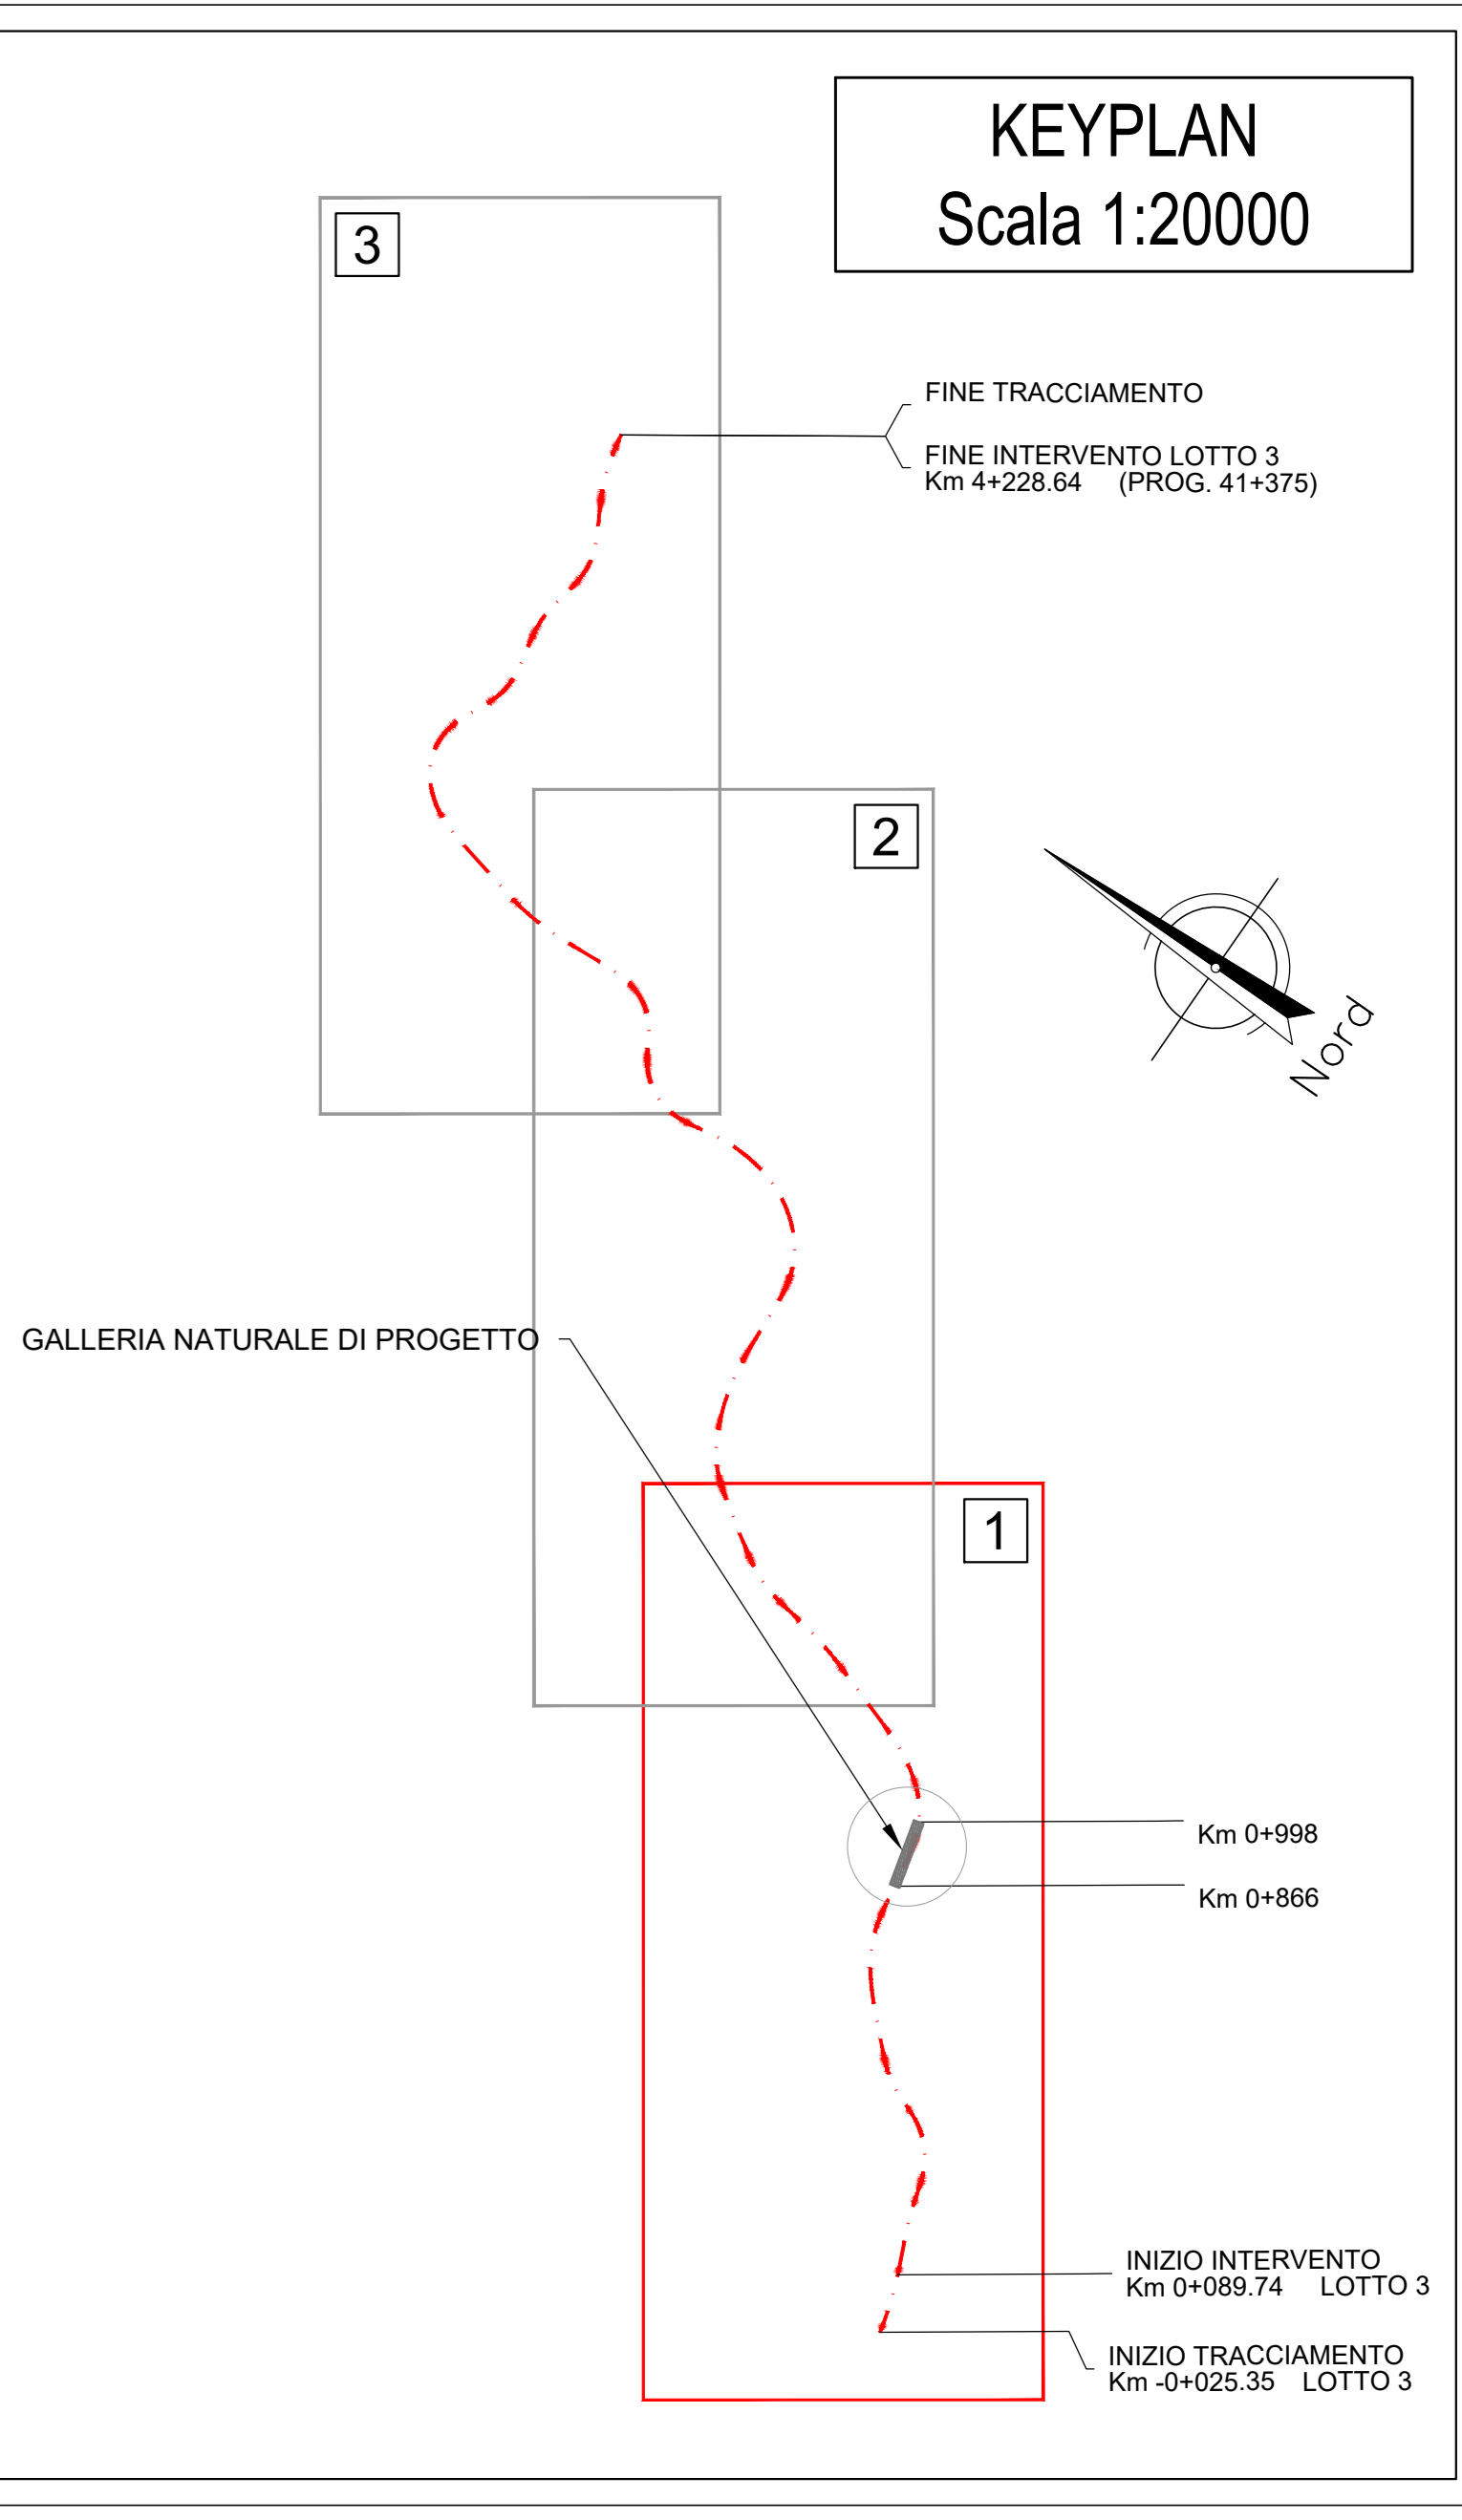 KEYPLAN
Scala 1:20000
3
FINE TRACCIAMENTO
FINE INTERVENTO LOTTO 3
Km 4+228.64 (PROG. 41+375)
2
Nord
GALLERIA NATURALE DI PROGETTO
1
Km 0+998
Km 0+866
INIZIO INTERVENTO
Km 0+089.74 LOTTO 3
INIZIO TRACCIAMENTO
Km -0+025.35 LOTTO 3